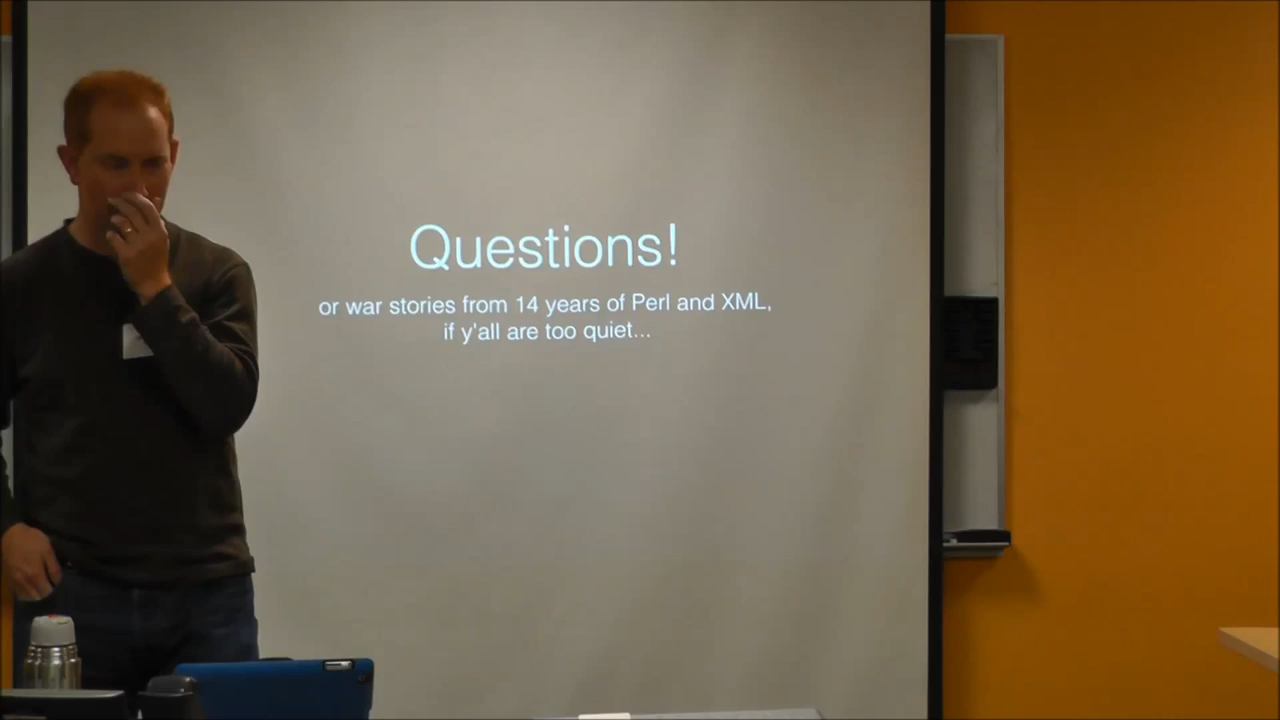 Questions!
or war stories from 14 years of Perl and XML,
if y'all are too quiet...